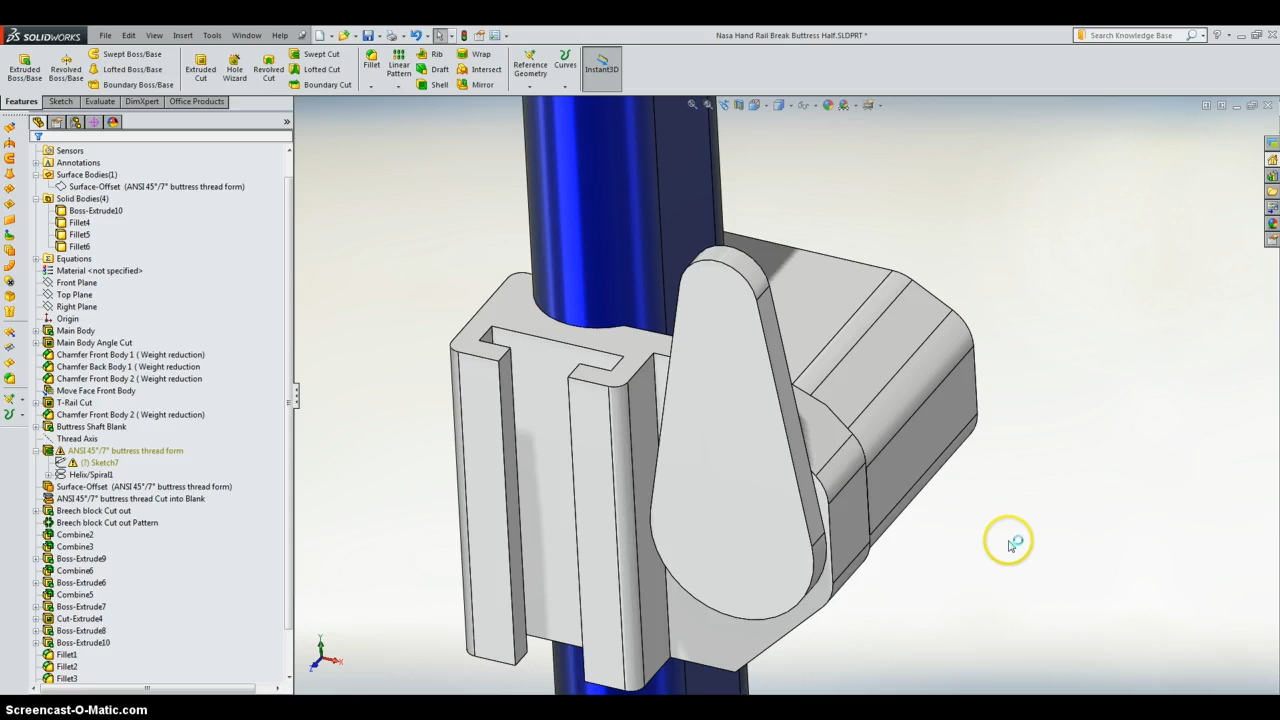 SOLIDWORKS File Edit View Insert Tools Window Help Nasa Hand Rail Break Buttress Half.SLDPRT * Search Knowledge Base
Extruded Boss/Base
Revolved Boss/Base
Swept Boss/Base
Lofted Boss/Base
Boundary Boss/Base
Extruded Cut
Hole Wizard
Revolved Cut
Swept Cut
Lofted Cut
Boundary Cut
Fillet
Linear Pattern
Rib
Draft
Shell
Wrap
Intersect
Mirror
Reference Geometry
Curves
Instant3D
Features Sketch Evaluate DimXpert Office Products
Sensors
Annotations
Surface Bodies(1)
Surface-Offset (ANSI 45°/7° buttress thread form)
Solid Bodies(4)
Boss-Extrude10
Fillet4
Fillet5
Fillet6
Equations
Material <not specified>
Front Plane
Top Plane
Right Plane
Origin
Main Body
Main Body Angle Cut
Chamfer Front Body 1 ( Weight reduction)
Chamfer Back Body 1 ( Weight reduction
Chamfer Front Body 2 ( Weight reduction)
Move Face Front Body
T-Rail Cut
Chamfer Front Body 2 ( Weight reduction)
Buttress Shaft Blank
Thread Axis
ANSI 45°/7° buttress thread form
(?) Sketch7
Helix/Spiral1
Surface-Offset (ANSI 45°/7° buttress thread form)
ANSI 45°/7° buttress thread Cut into Blank
Breech block Cut out
Breech block Cut out Pattern
Combine2
Combine3
Boss-Extrude9
Combine6
Boss-Extrude6
Combine5
Boss-Extrude7
Cut-Extrude4
Boss-Extrude8
Boss-Extrude10
Fillet1
Fillet2
Fillet3
Y
X
Z
Screencast-O-Matic.com